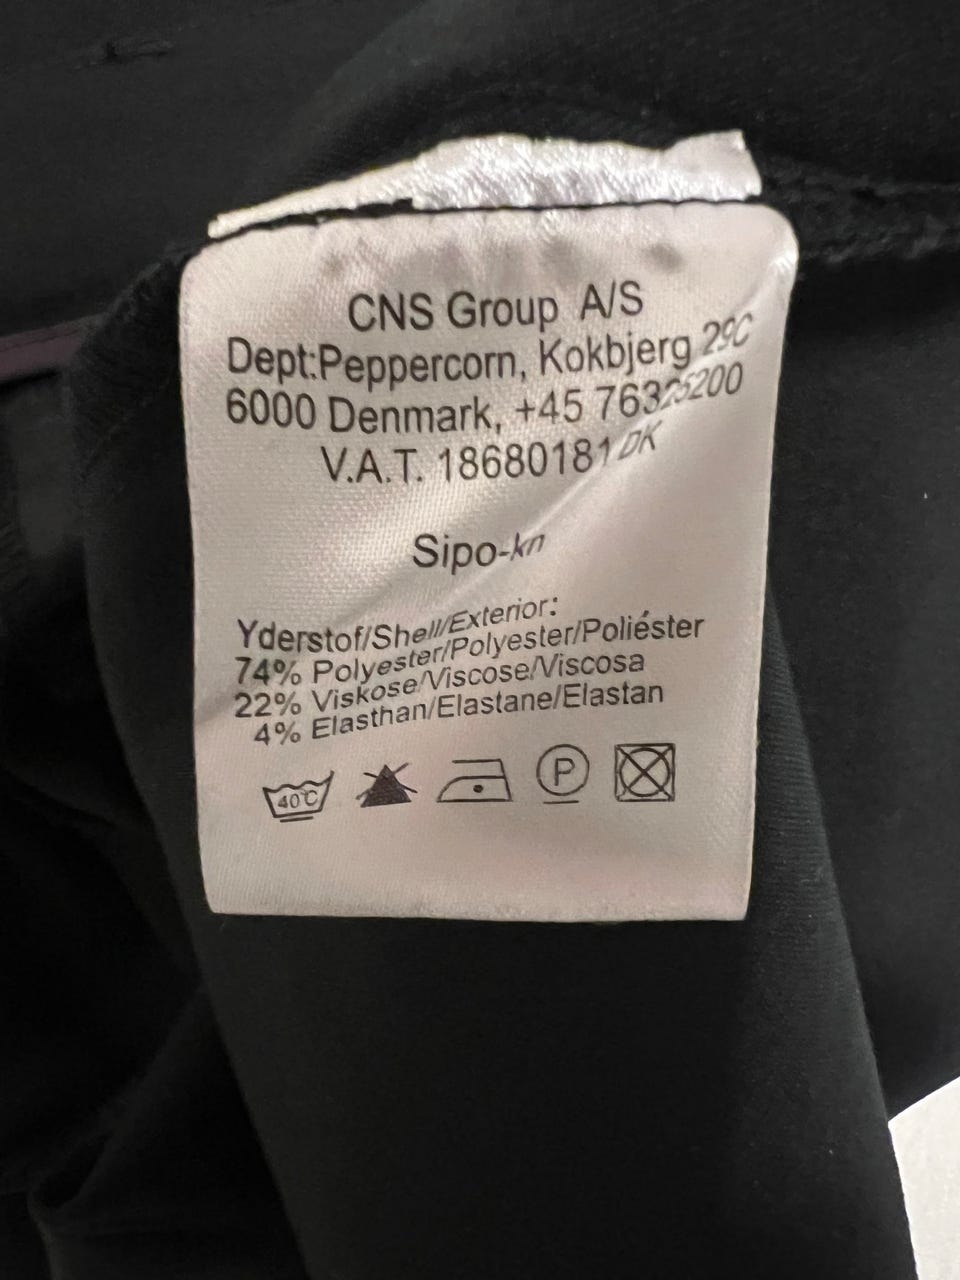 CNS Group A/S
Dept:Peppercorn, Kokbjerg 29C
6000 Denmark, +45 76325200
V.A.T. 18680181 DK
Sipo-kn
Yderstof/Shell/Exterior:
74% Polyester/Polyester/Poliéster
22% Viskose/Viscose/Viscosa
4% Elasthan/Elastane/Elastan
40°C P